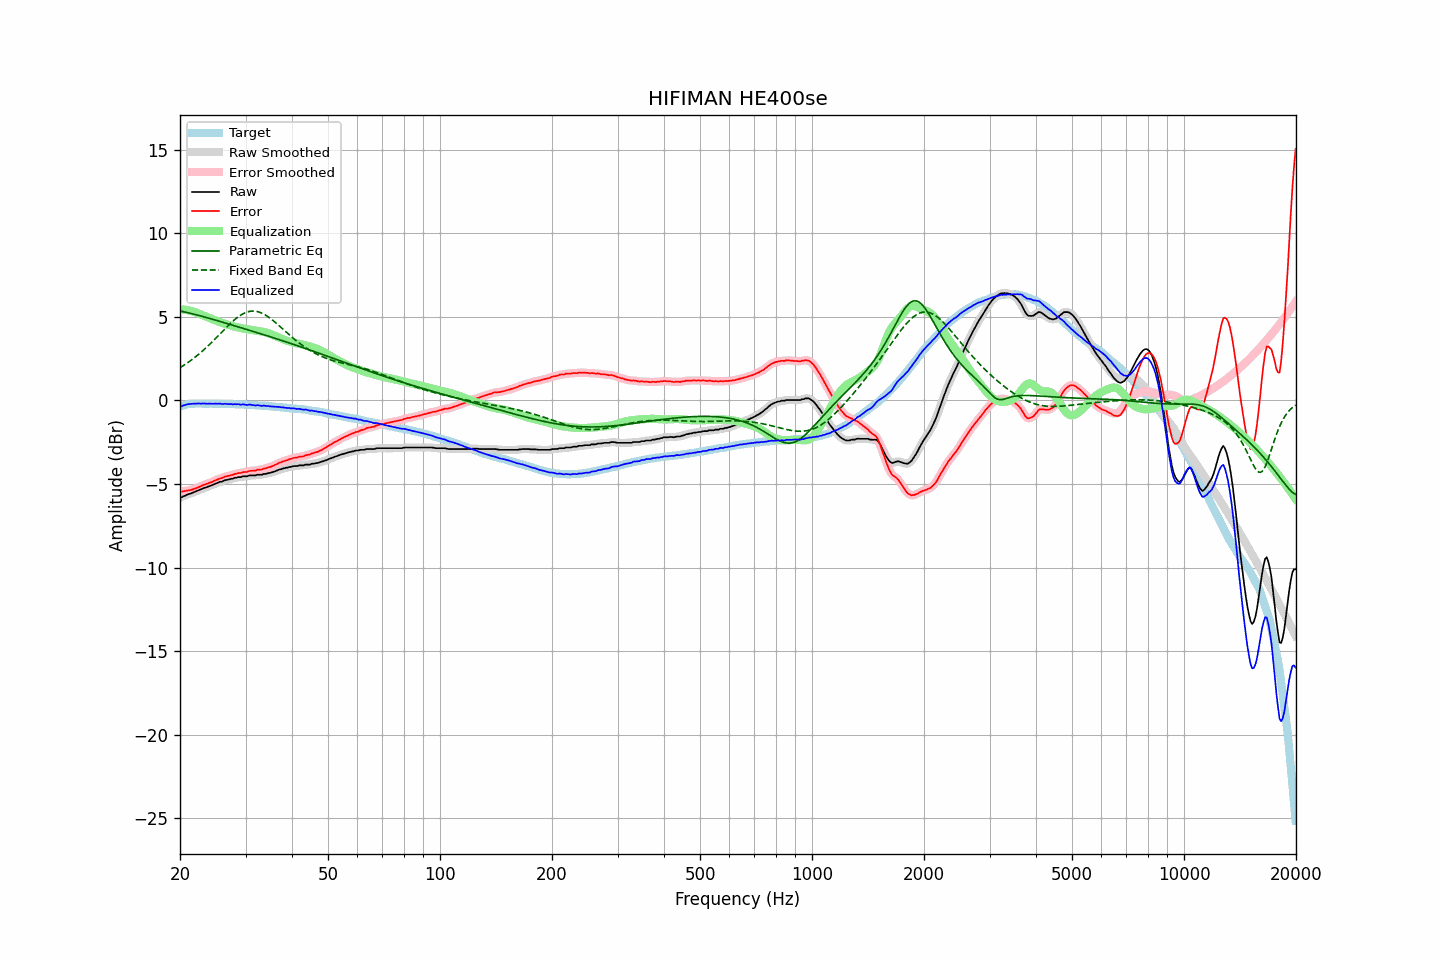 HIFIMAN HE400se
Target
Raw Smoothed
Error Smoothed
Raw
Error
Equalization
Parametric Eq
Fixed Band Eq
Equalized
15
10
5
0
−5
−10
−15
−20
−25
Amplitude (dBr)
20 50 100 200 500 1000 2000 5000 10000 20000
Frequency (Hz)